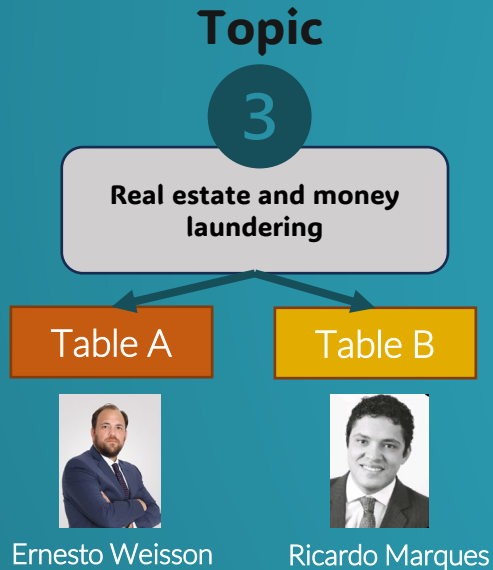 Topic
3
Real estate and money
laundering
Table A
Table B
Ernesto Weisson
Ricardo Marques